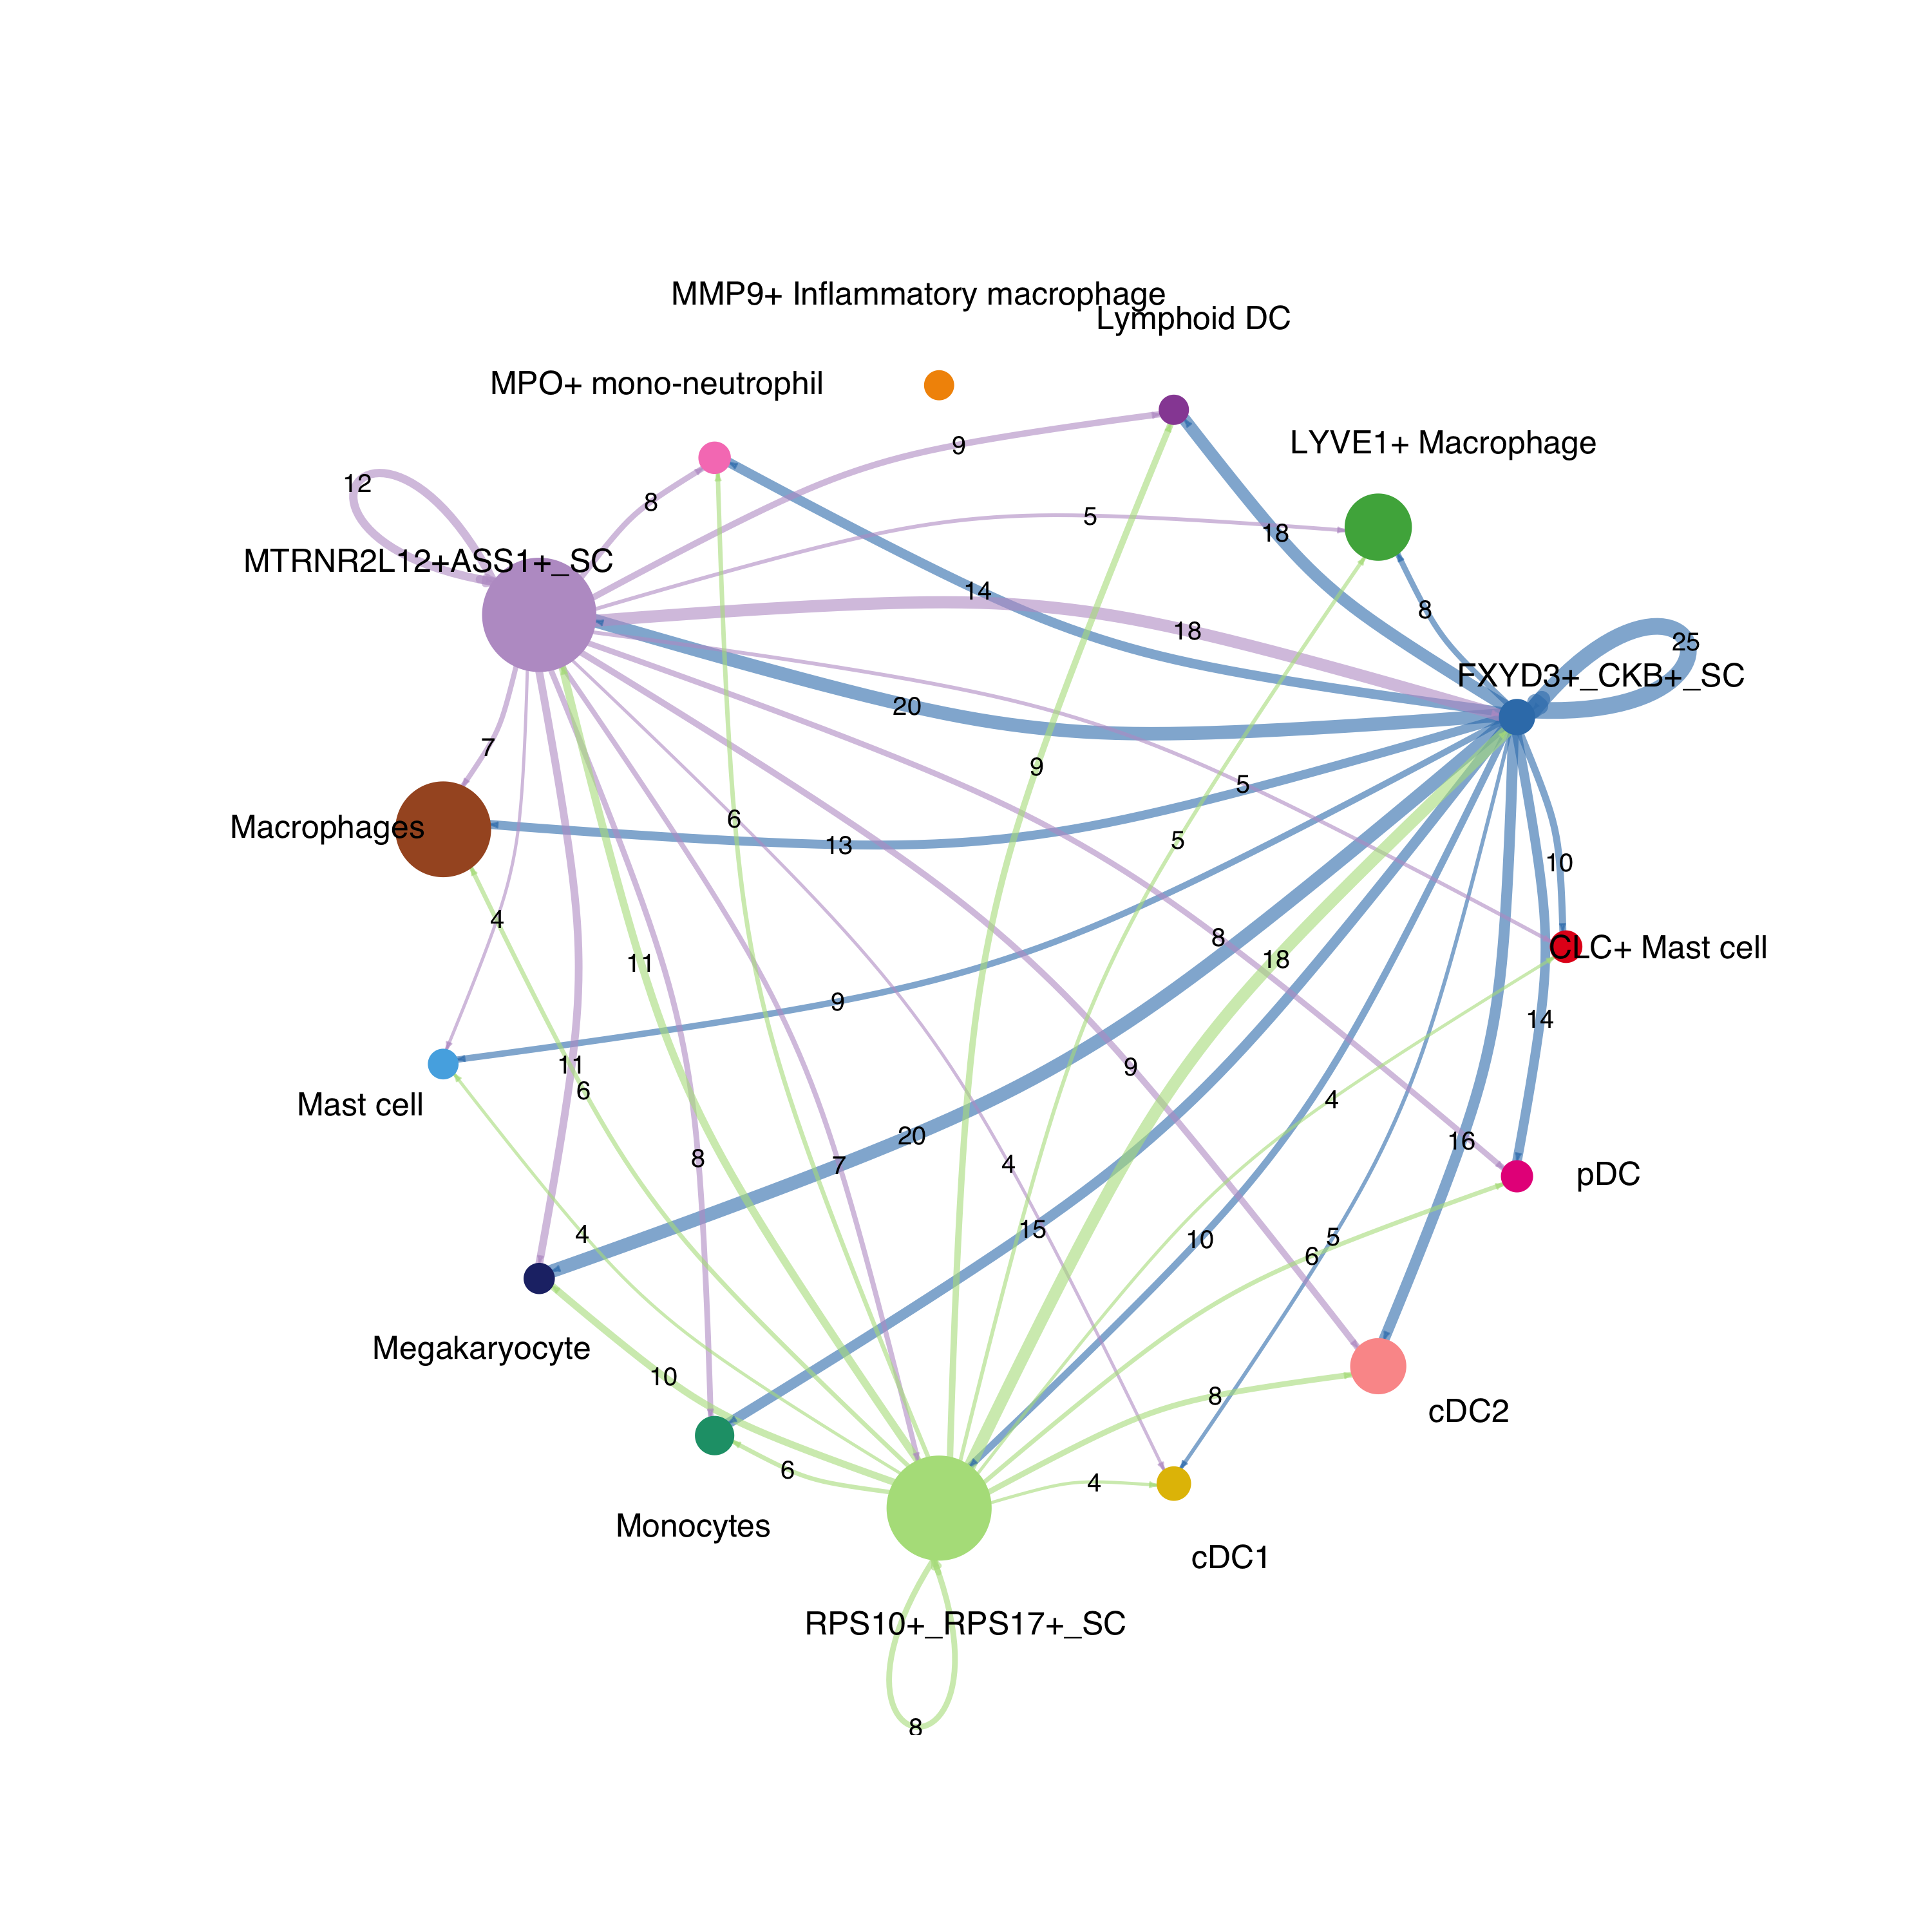 MMP9+ Inflammatory macrophage
Lymphoid DC
MPO+ mono-neutrophil
LYVE1+ Macrophage
9
12
8
5
18
MTRNR2L12+ASS1+_SC
14
8
18
25
FXYD3+_CKB+_SC
20
7
9
5
6
Macrophages
13
5
10
4
8
CLC+ Mast cell
11
18
9
14
11
6
9
Mast cell
4
20
16
8
7
4
pDC
4
15
10
5
6
Megakaryocyte
10
8
cDC2
6
4
Monocytes
cDC1
RPS10+_RPS17+_SC
8